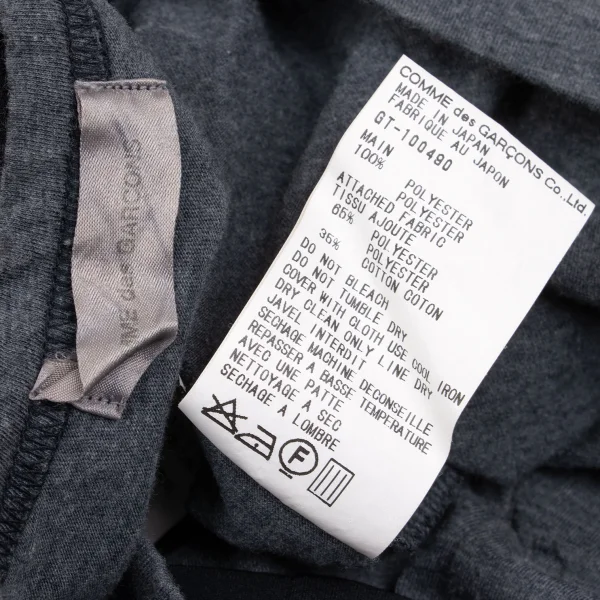 COMME des GARÇONS
COMME des GARÇONS Co., Ltd.
MADE IN JAPAN
FABRIQUE AU JAPON
GT-100490
MAIN
100% POLYESTER
POLYESTER
ATTACHED FABRIC
TISSU AJOUTE
65% POLYESTER
POLYESTER
35% COTTON COTON
DO NOT BLEACH
DO NOT TUMBLE DRY
COVER WITH CLOTH USE COOL IRON
DRY CLEAN ONLY LINE DRY
JAVEL INTERDIT
SECHAGE MACHINE DECONSEILLE
REPASSER A BASSE TEMPERATURE
AVEC UNE PATTE
NETTOYAGE A SEC
SECHAGE A LOMBRE
F